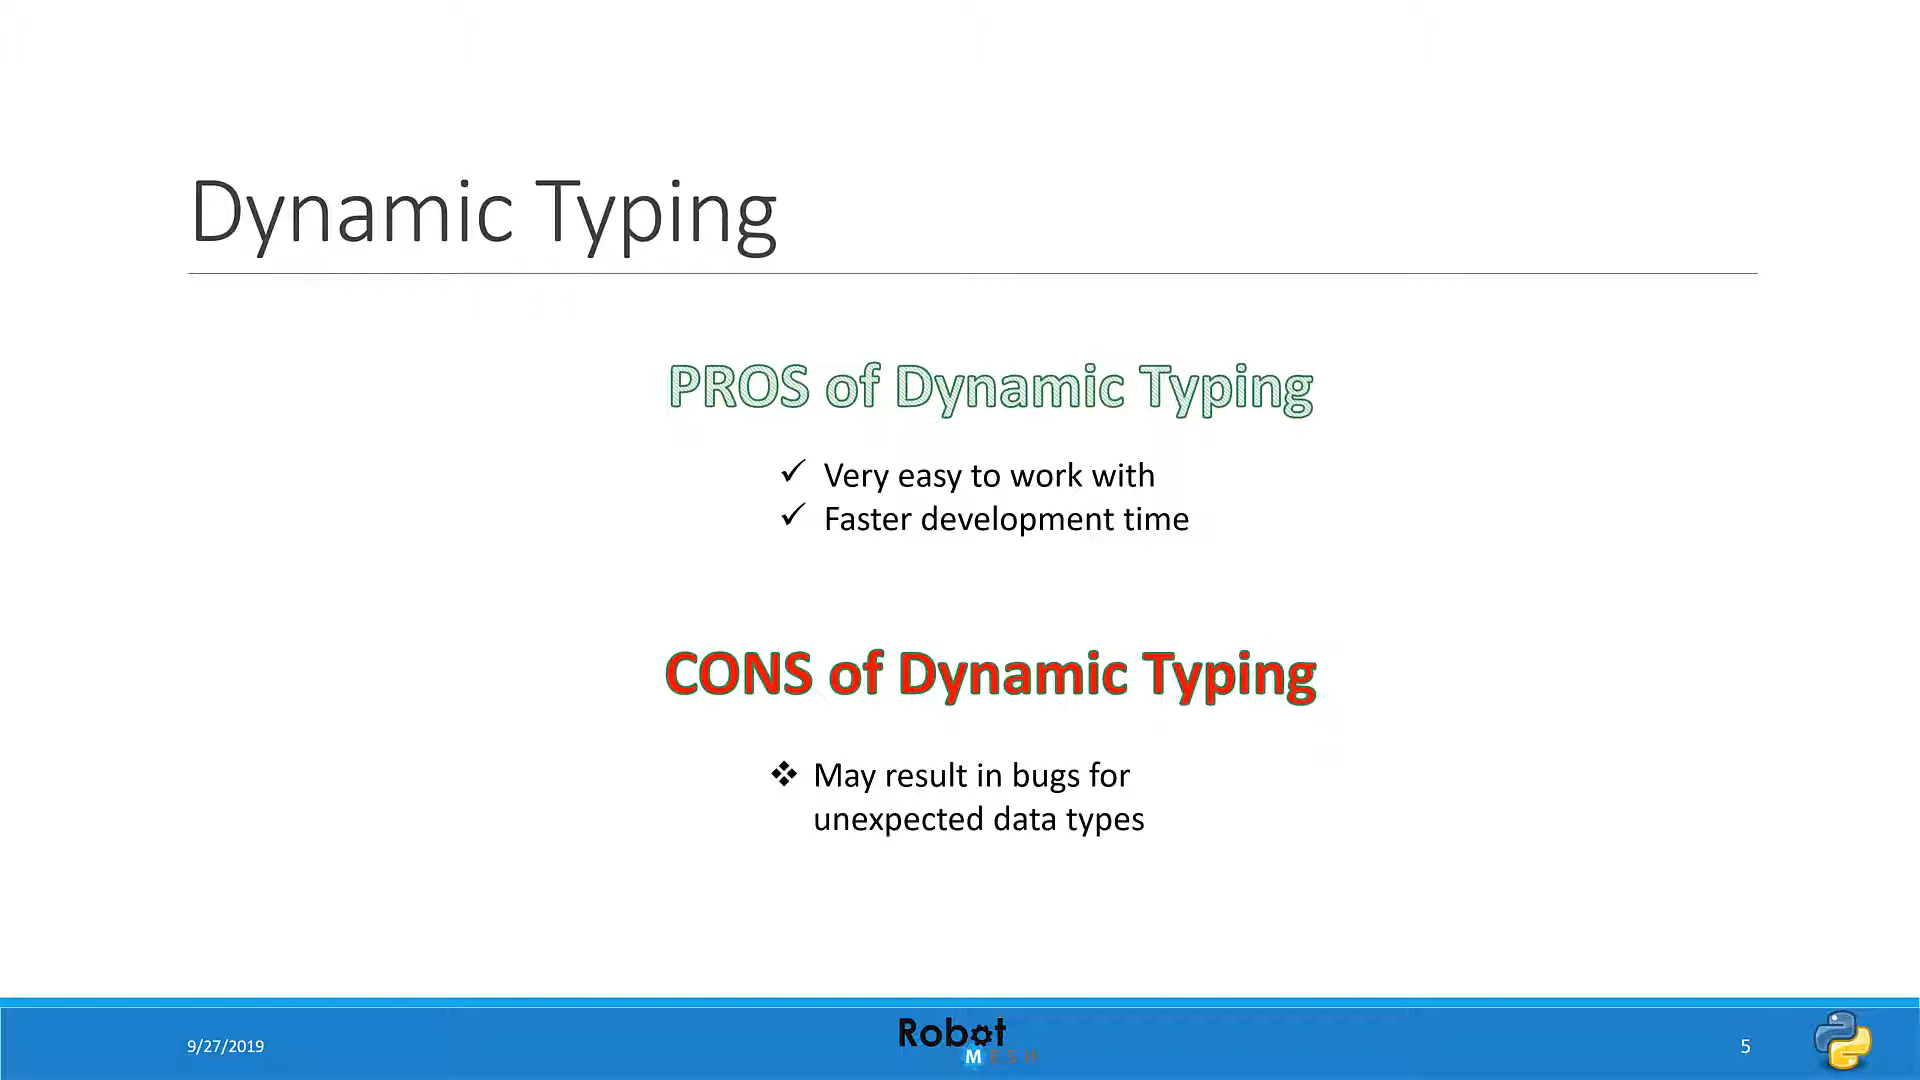 Dynamic Typing
PROS of Dynamic Typing
✓ Very easy to work with
✓ Faster development time
CONS of Dynamic Typing
❖ May result in bugs for
unexpected data types
9/27/2019
Robot
MESH
5